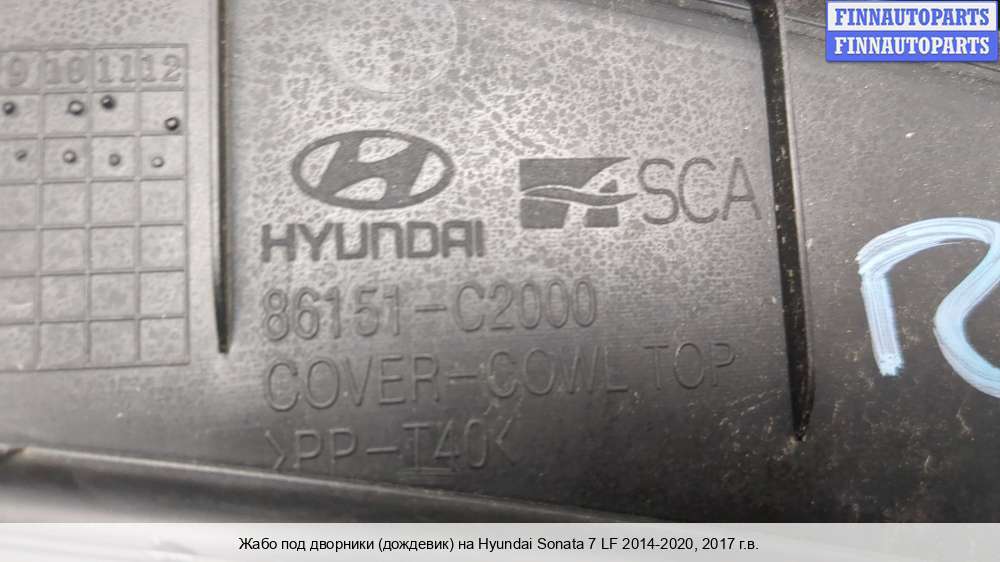 FINNAUTOPARTS
FINNAUTOPARTS
9 10 11 12
HYUNDAI
SCA
86151-C2000
COVER-COWL TOP
>PP-T40<
Жабо под дворники (дождевик) на Hyundai Sonata 7 LF 2014-2020, 2017 г.в.